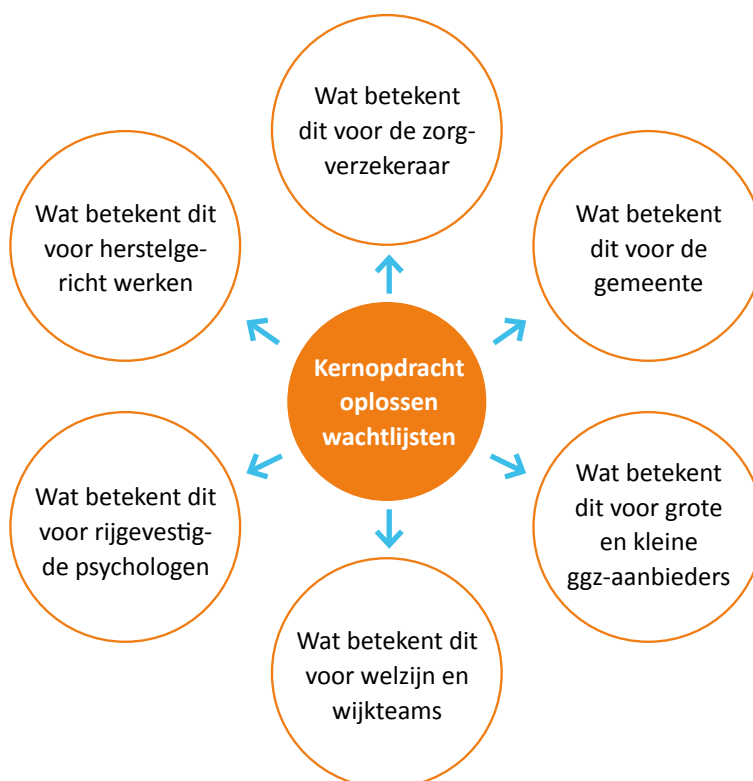 Wat betekent
dit voor de zorg-
verzekeraar
Wat betekent dit
voor herstelge-
richt werken
Wat betekent
dit voor de
gemeente
Kernopdracht
oplossen
wachtlijsten
Wat betekent dit
voor rijgevestig-
de psychologen
Wat betekent
dit voor grote
en kleine
ggz-aanbieders
Wat betekent dit
voor welzijn en
wijkteams